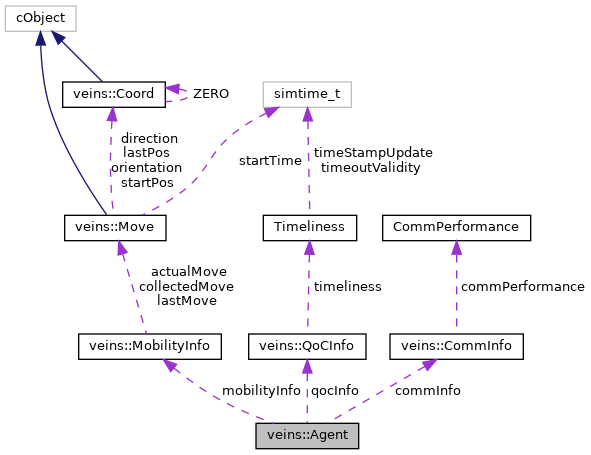 cObject
veins::Coord
ZERO
simtime_t
direction
lastPos
orientation
startPos
startTime
timeStampUpdate
timeoutValidity
veins::Move
Timeliness
CommPerformance
actualMove
collectedMove
lastMove
timeliness
commPerformance
veins::MobilityInfo
veins::QoCInfo
veins::CommInfo
mobilityInfo
qocInfo
commInfo
veins::Agent